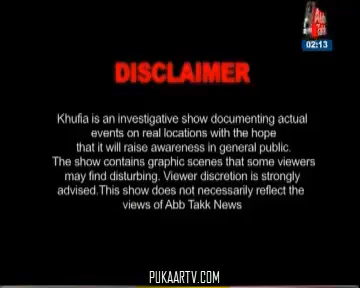 Abb
Takk
02:13
DISCLAIMER
Khufia is an investigative show documenting actual
events on real locations with the hope
that it will raise awareness in general public.
The show contains graphic scenes that some viewers
may find disturbing. Viewer discretion is strongly
advised.This show does not necessarily reflect the
views of Abb Takk News
PUKAARTV.COM